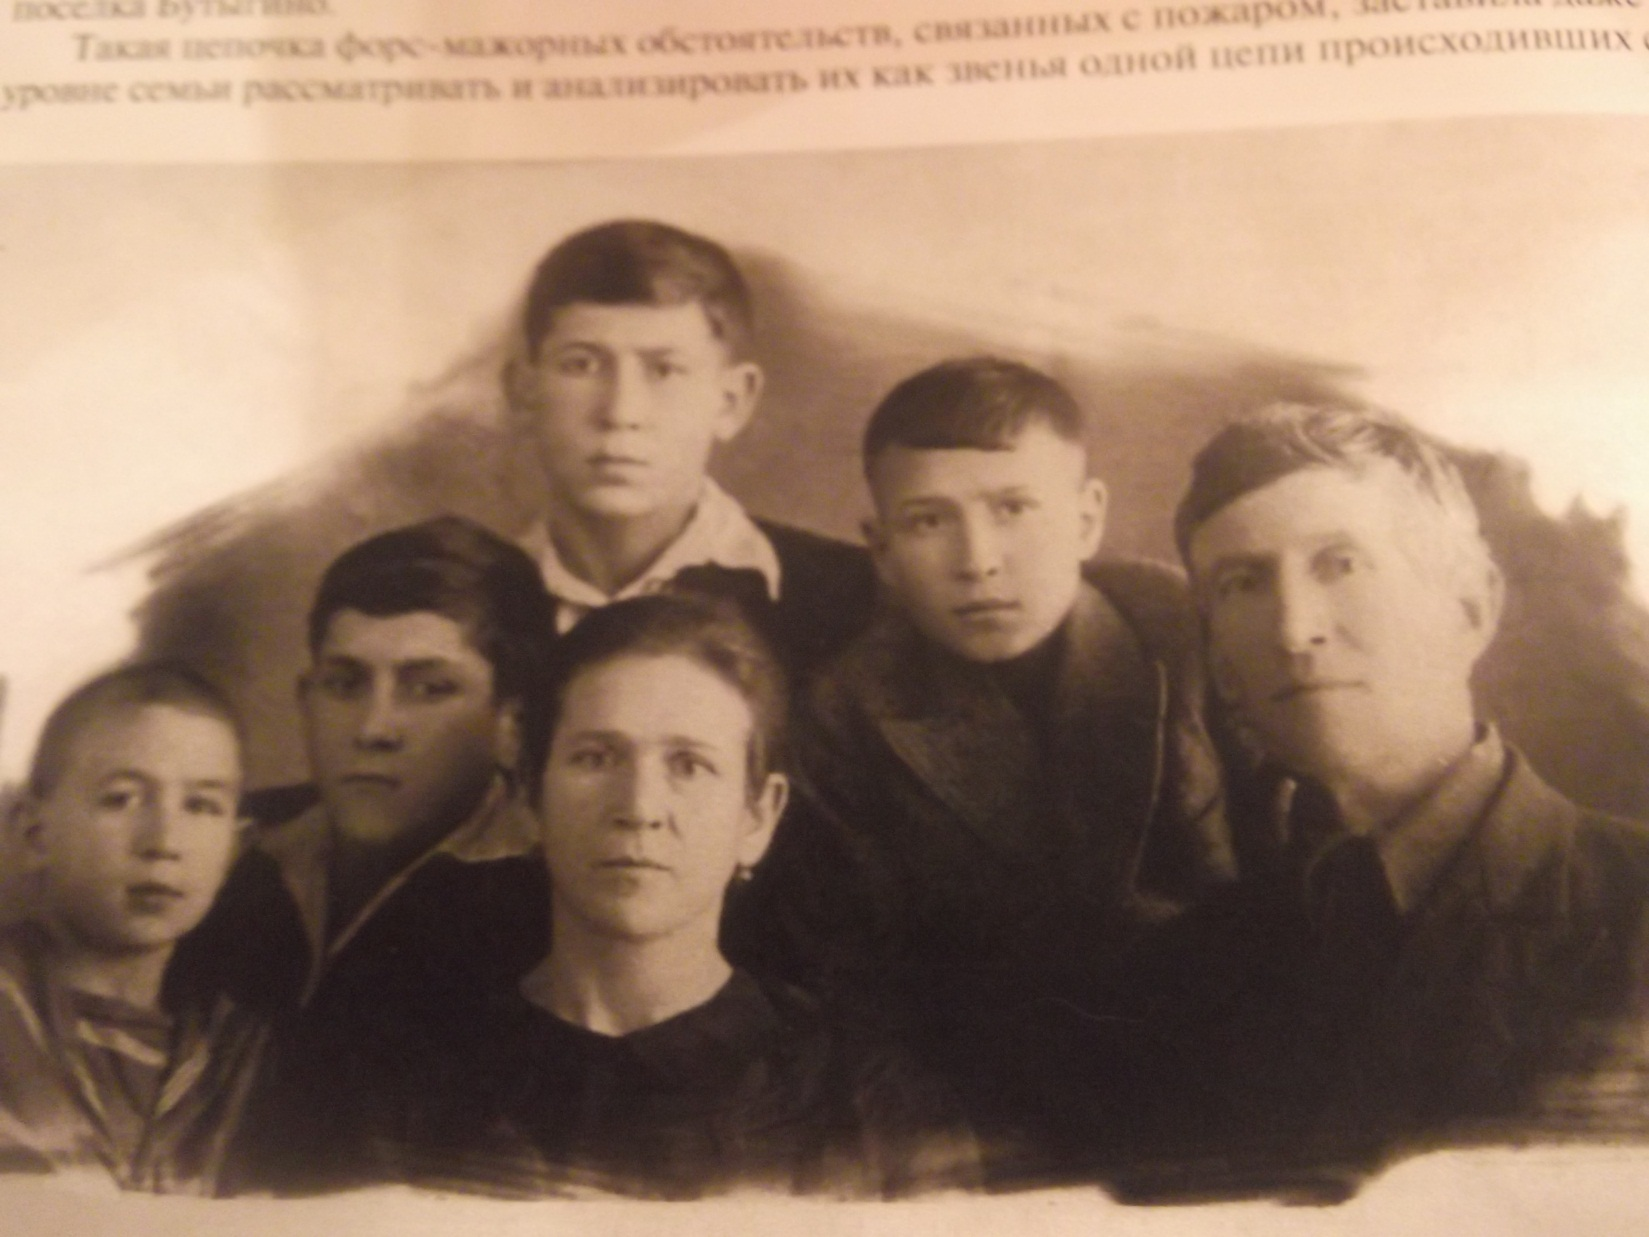 поселка Бутыгино.
Такая цепочка форс-мажорных обстоятельств, связанных с пожаром, заставила даже
уровне семьи рассматривать и анализировать их как звенья одной цепи происходивших с